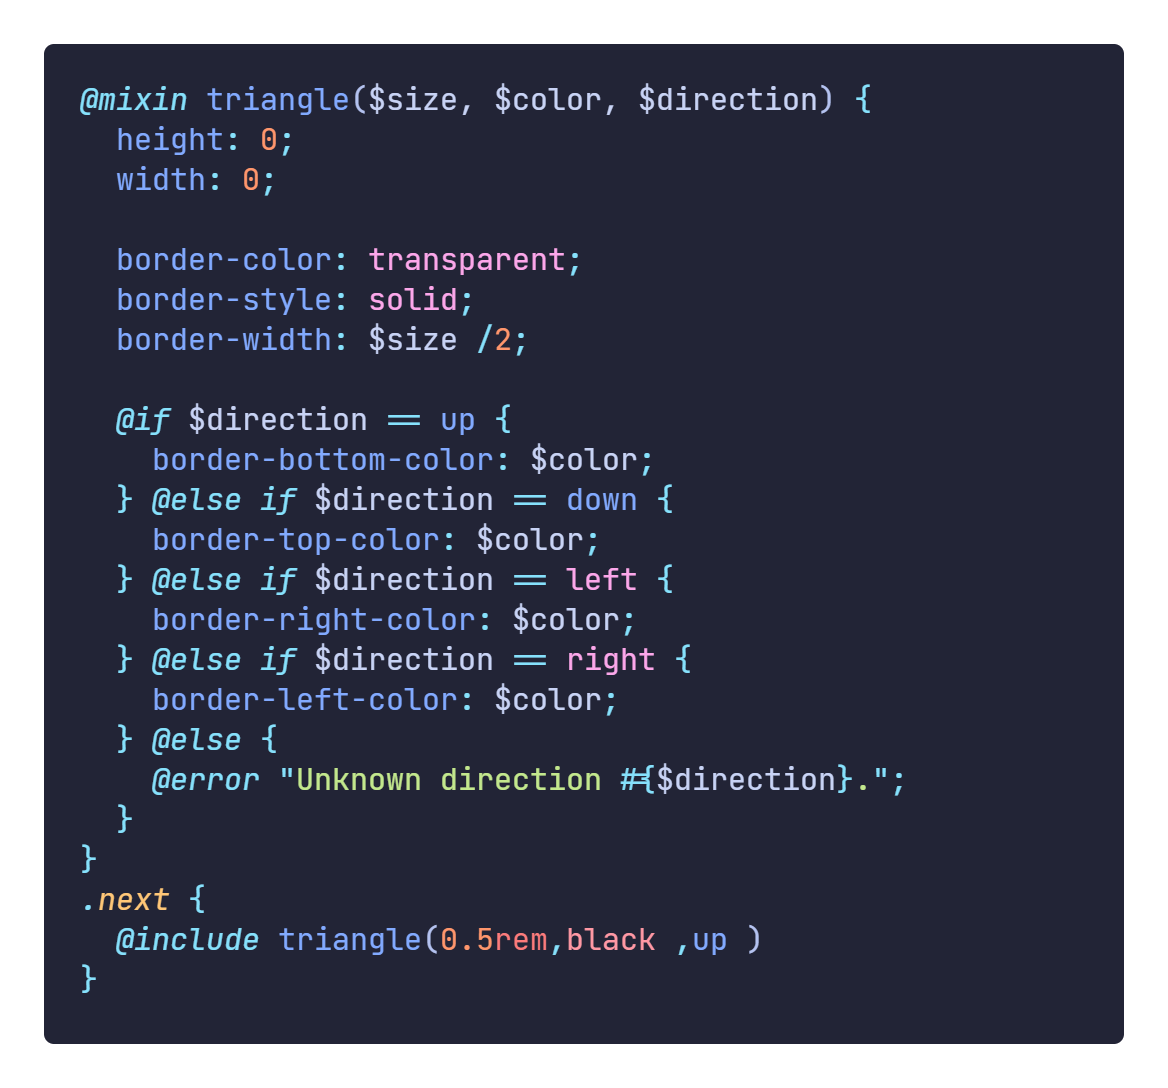 @mixin triangle($size, $color, $direction) {
  height: 0;
  width: 0;

  border-color: transparent;
  border-style: solid;
  border-width: $size /2;

  @if $direction == up {
    border-bottom-color: $color;
  } @else if $direction == down {
    border-top-color: $color;
  } @else if $direction == left {
    border-right-color: $color;
  } @else if $direction == right {
    border-left-color: $color;
  } @else {
    @error "Unknown direction #{$direction}.";
  }
}
.next {
  @include triangle(0.5rem,black ,up )
}